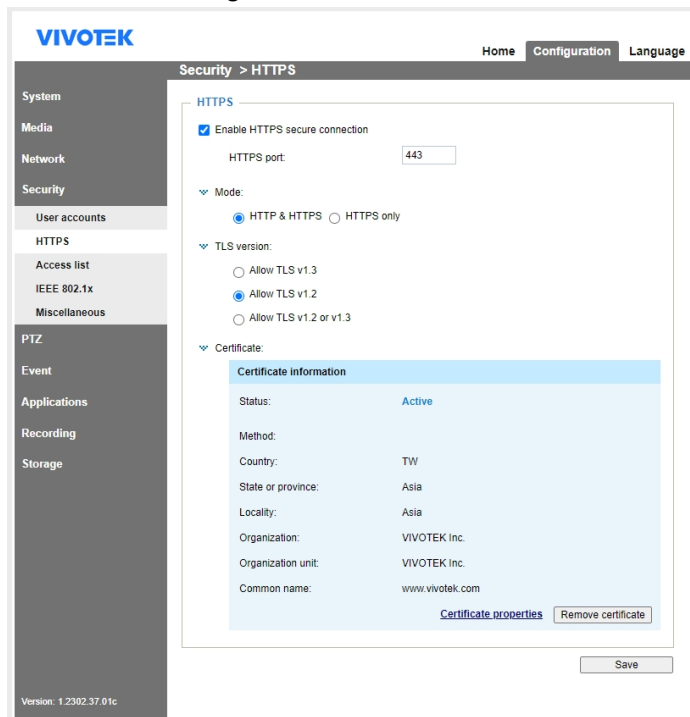 VIVOTEK
Home Configuration Language
Security > HTTPS
System
Media
Network
Security
User accounts
HTTPS
Access list
IEEE 802.1x
Miscellaneous
PTZ
Event
Applications
Recording
Storage
Version: 1.2302.37.01c
HTTPS
Enable HTTPS secure connection
HTTPS port: 443
Mode:
HTTP & HTTPS HTTPS only
TLS version:
Allow TLS v1.3
Allow TLS v1.2
Allow TLS v1.2 or v1.3
Certificate:
Certificate information
Status: Active
Method:
Country: TW
State or province: Asia
Locality: Asia
Organization: VIVOTEK Inc.
Organization unit: VIVOTEK Inc.
Common name: www.vivotek.com
Certificate properties Remove certificate
Save